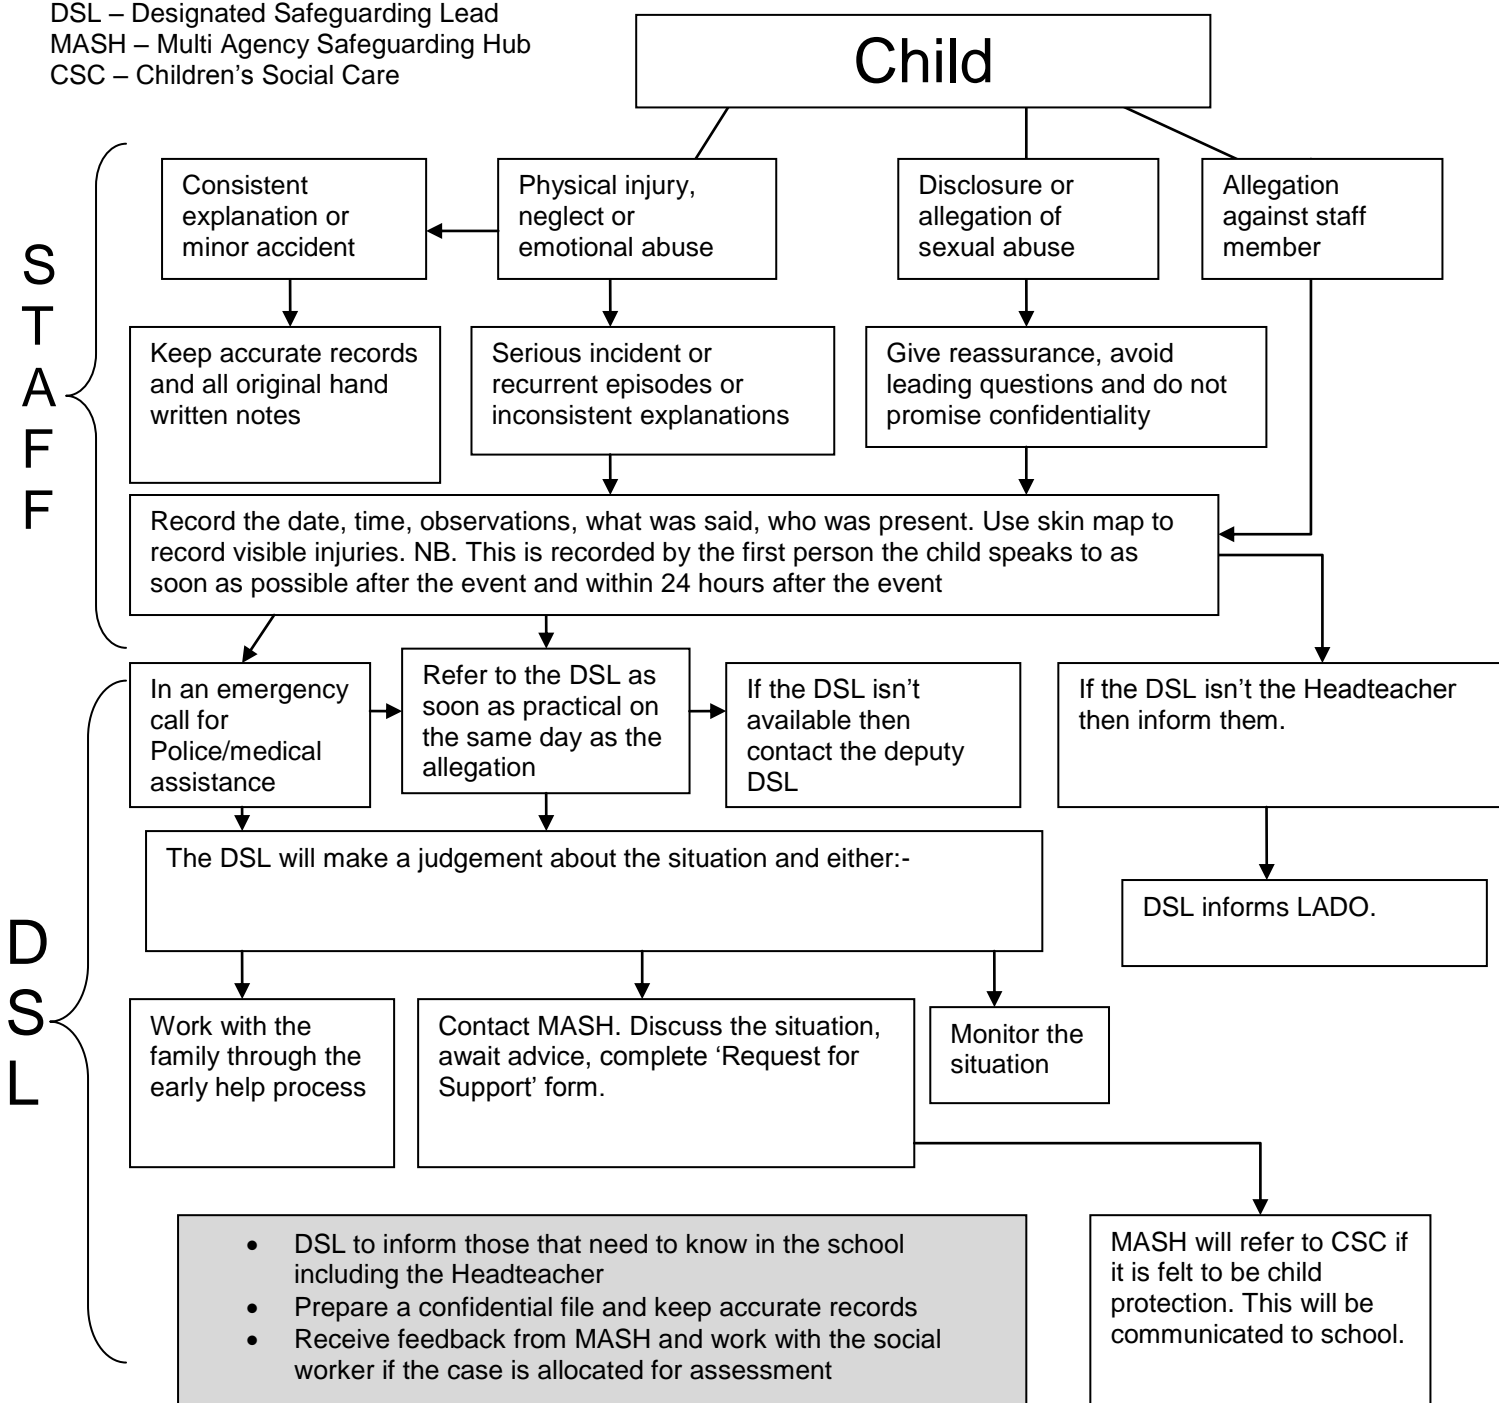 DSL – Designated Safeguarding Lead
MASH – Multi Agency Safeguarding Hub
CSC – Children’s Social Care
Child
S
T
A
F
F
Consistent
explanation or
minor accident
Physical injury,
neglect or
emotional abuse
Disclosure or
allegation of
sexual abuse
Allegation
against staff
member
Keep accurate records
and all original hand
written notes
Serious incident or
recurrent episodes or
inconsistent explanations
Give reassurance, avoid
leading questions and do not
promise confidentiality
Record the date, time, observations, what was said, who was present. Use skin map to
record visible injuries. NB. This is recorded by the first person the child speaks to as
soon as possible after the event and within 24 hours after the event
D
S
L
In an emergency
call for
Police/medical
assistance
Refer to the DSL as
soon as practical on
the same day as the
allegation
If the DSL isn’t
available then
contact the deputy
DSL
If the DSL isn’t the Headteacher
then inform them.
The DSL will make a judgement about the situation and either:-
DSL informs LADO.
Work with the
family through the
early help process
Contact MASH. Discuss the situation,
await advice, complete ‘Request for
Support’ form.
Monitor the
situation
• DSL to inform those that need to know in the school
including the Headteacher
• Prepare a confidential file and keep accurate records
• Receive feedback from MASH and work with the social
worker if the case is allocated for assessment
MASH will refer to CSC if
it is felt to be child
protection. This will be
communicated to school.